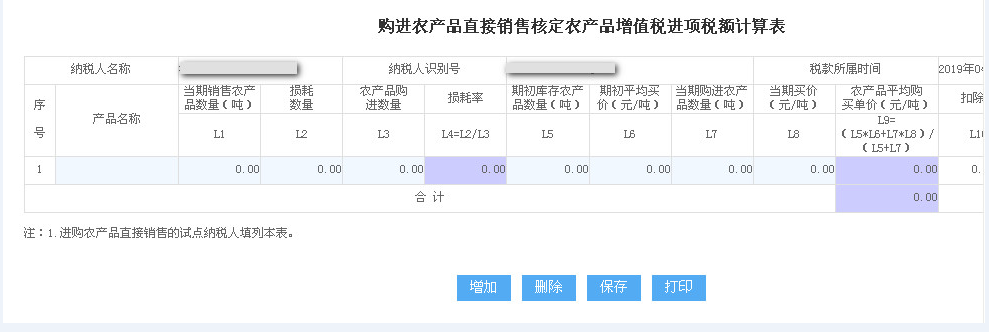 购进农产品直接销售核定农产品增值税进项税额计算表
纳税人名称 纳税人识别号 税款所属时间 2019年04
序号 产品名称 当期销售农产品数量（吨） 损耗数量 农产品购进数量 损耗率 期初库存农产品数量（吨） 期初平均买价（元/吨） 当期购进农产品数量（吨） 当期买价（元/吨） 农产品平均购买单价（元/吨） 扣除
L1 L2 L3 L4=L2/L3 L5 L6 L7 L8 L9=（L5*L6+L7*L8）/（L5+L7） L10
1 0.00 0.00 0.00 0.00 0.00 0.00 0.00 0.00 0.00 0.
合 计 0.00
注：1.进购农产品直接销售的试点纳税人填列本表。
增加 删除 保存 打印